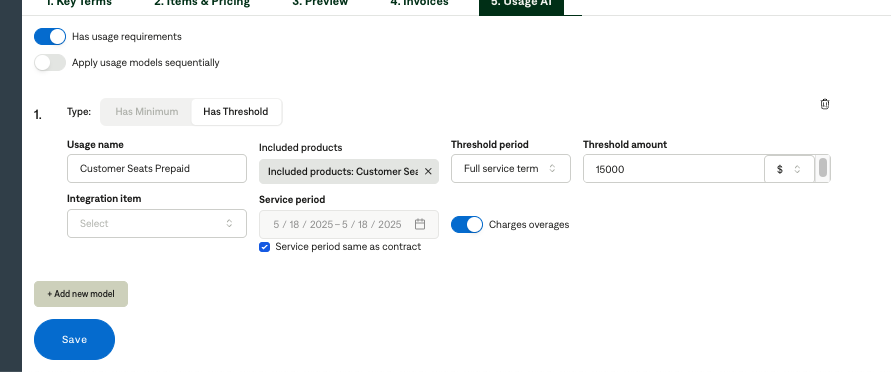 1. Key Terms 2. Items & Pricing 3. Preview 4. Invoices 5. Usage AI
Has usage requirements
Apply usage models sequentially
1. Type: Has Minimum Has Threshold
Usage name Included products Threshold period Threshold amount
Customer Seats Prepaid Included products: Customer Sea × Full service term 15000 $
Integration item Service period
Select 5 / 18 / 2025 – 5 / 18 / 2025 Charges overages
Service period same as contract
+ Add new model
Save